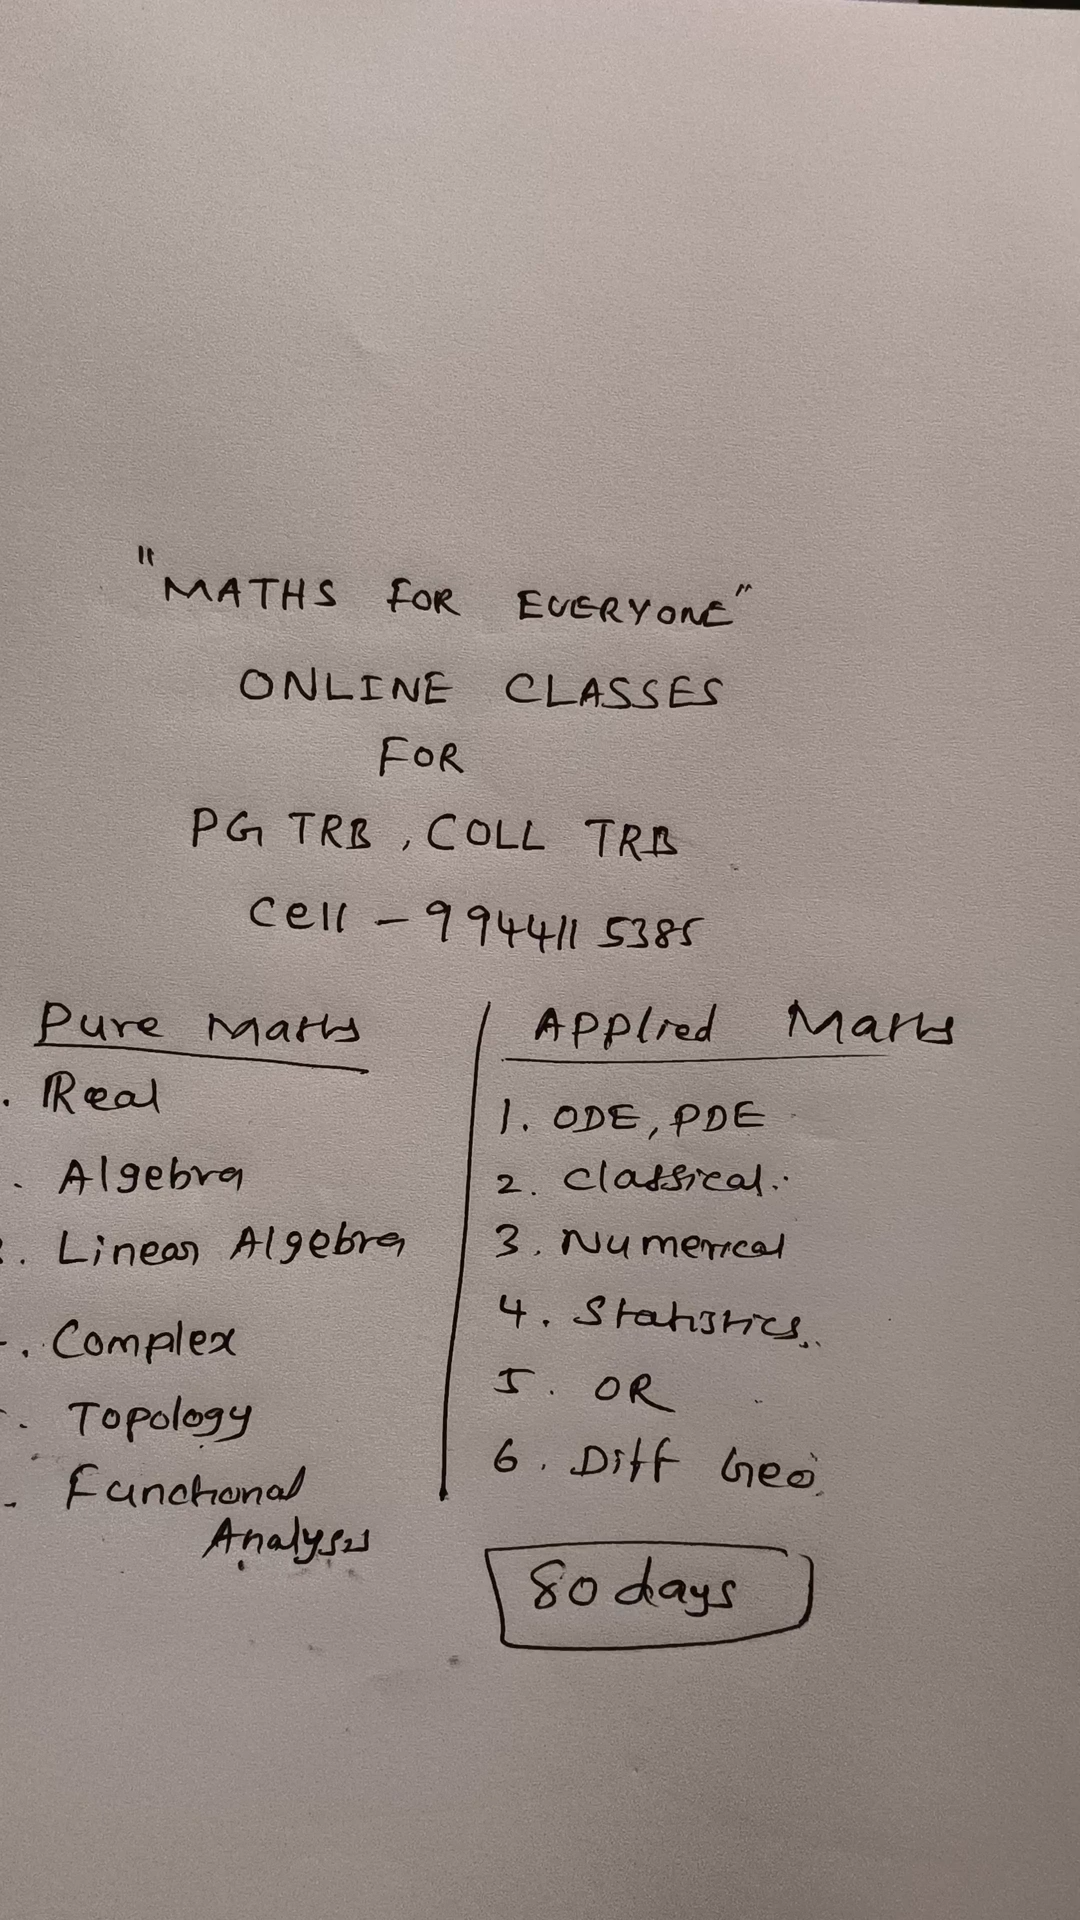 "MATHS FOR EVERYONE"
ONLINE CLASSES
FOR
PG TRB, COLL TRB
Cell - 9944115385
Pure Maths
. Real
. Algebra
. Linear Algebra
. Complex
. Topology
. Functional
Analysis
Applied Maths
1. ODE, PDE
2. Classical.
3. Numerical
4. Statistics..
5. OR
6. Diff Geo.
80 days